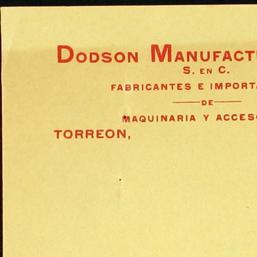 DODSON MANUFACTU
S. EN C.
FABRICANTES E IMPORTA
DE
MAQUINARIA Y ACCESO
TORREON,